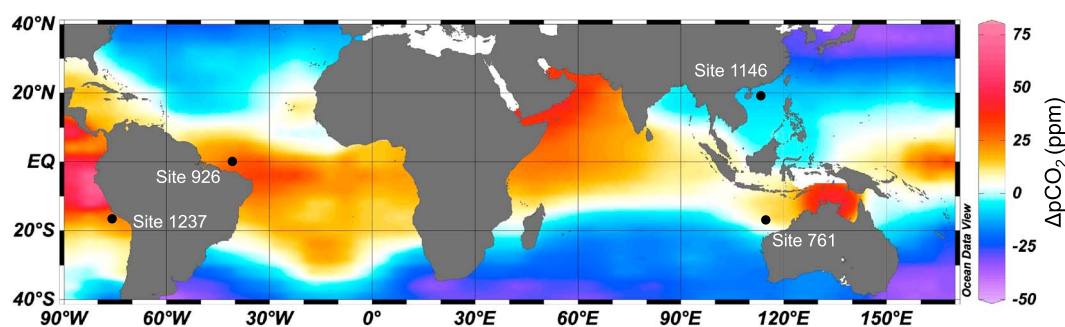 40°N
20°N
EQ
20°S
40°S
90°W
60°W
30°W
0°
30°E
60°E
90°E
120°E
150°E
Site 1146
Site 926
Site 1237
Site 761
Ocean Data View
75
50
25
0
-25
-50
ΔpCO₂ (ppm)